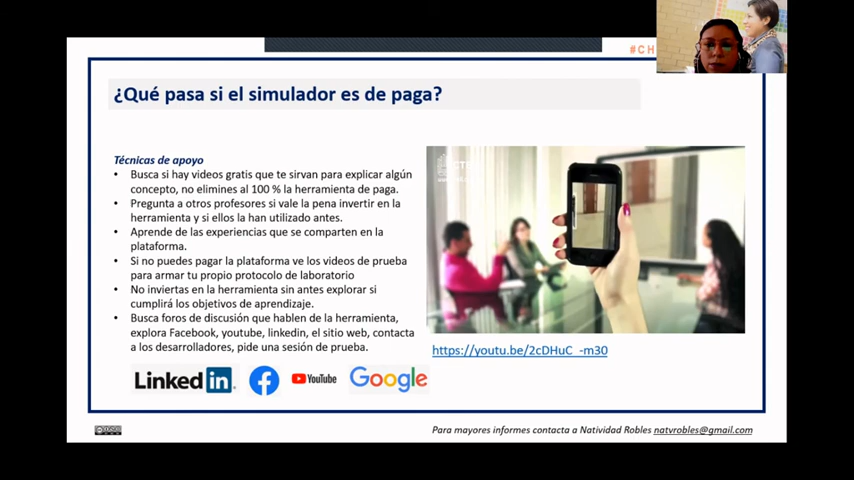 #CH
¿Qué pasa si el simulador es de paga?
Técnicas de apoyo
• Busca si hay videos gratis que te sirvan para explicar algún
concepto, no elimines al 100 % la herramienta de paga.
• Pregunta a otros profesores si vale la pena invertir en la
herramienta y si ellos la han utilizado antes.
• Aprende de las experiencias que se comparten en la
plataforma.
• Si no puedes pagar la plataforma ve los videos de prueba
para armar tu propio protocolo de laboratorio
• No inviertas en la herramienta sin antes explorar si
cumplirá los objetivos de aprendizaje.
• Busca foros de discusión que hablen de la herramienta,
explora Facebook, youtube, linkedin, el sitio web, contacta
a los desarrolladores, pide una sesión de prueba.
https://youtu.be/2cDHuC_-m30
Linked in
f
YouTube
Google
Para mayores informes contacta a Natividad Robles natvrobles@gmail.com